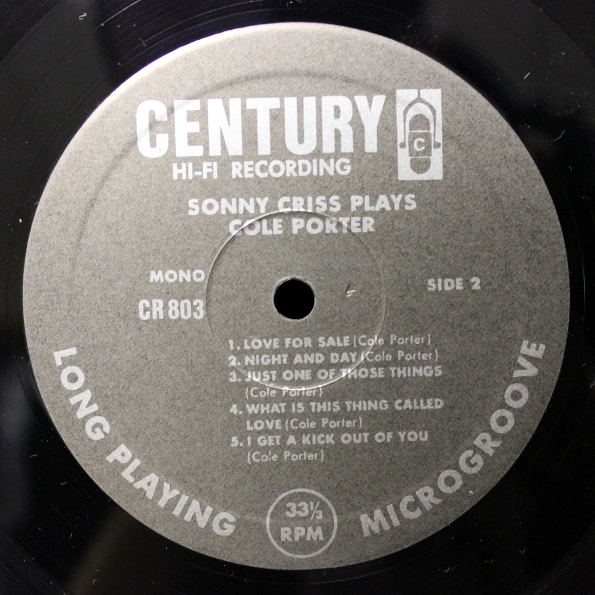 CENTURY
C
HI-FI RECORDING
SONNY CRISS PLAYS
COLE PORTER
MONO
CR 803
SIDE 2
1. LOVE FOR SALE (Cole Porter)
2. NIGHT AND DAY (Cole Porter)
3. JUST ONE OF THOSE THINGS
(Cole Porter)
4. WHAT IS THIS THING CALLED
LOVE (Cole Porter)
5. I GET A KICK OUT OF YOU
(Cole Porter)
LONG PLAYING
33⅓
RPM
MICROGROOVE